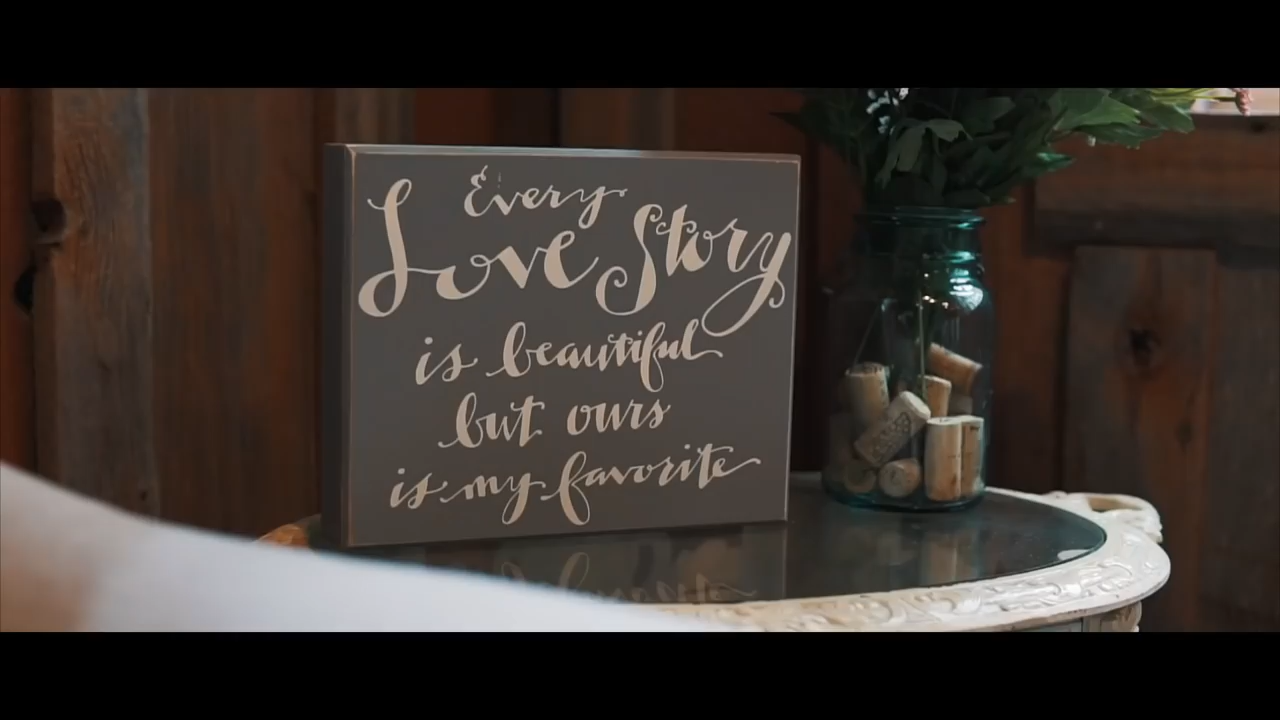 Every
Love Story
is beautiful
but ours
is my favorite